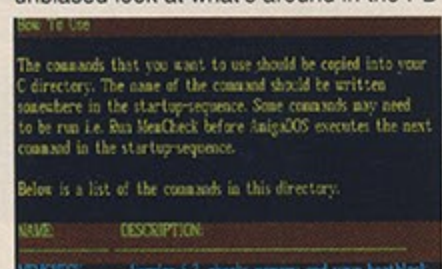 unbiased look at what's around in the PD
How To Use
The commands that you want to use should be copied into your
C directory. The name of the command should be written
somewhere in the startup-sequence. Some commands may need
to be run i.e. Run MemCheck before AmigaDOS executes the next
command in the startup-sequence.
Below is a list of the commands in this directory.
NAME: DESCRIPTION: